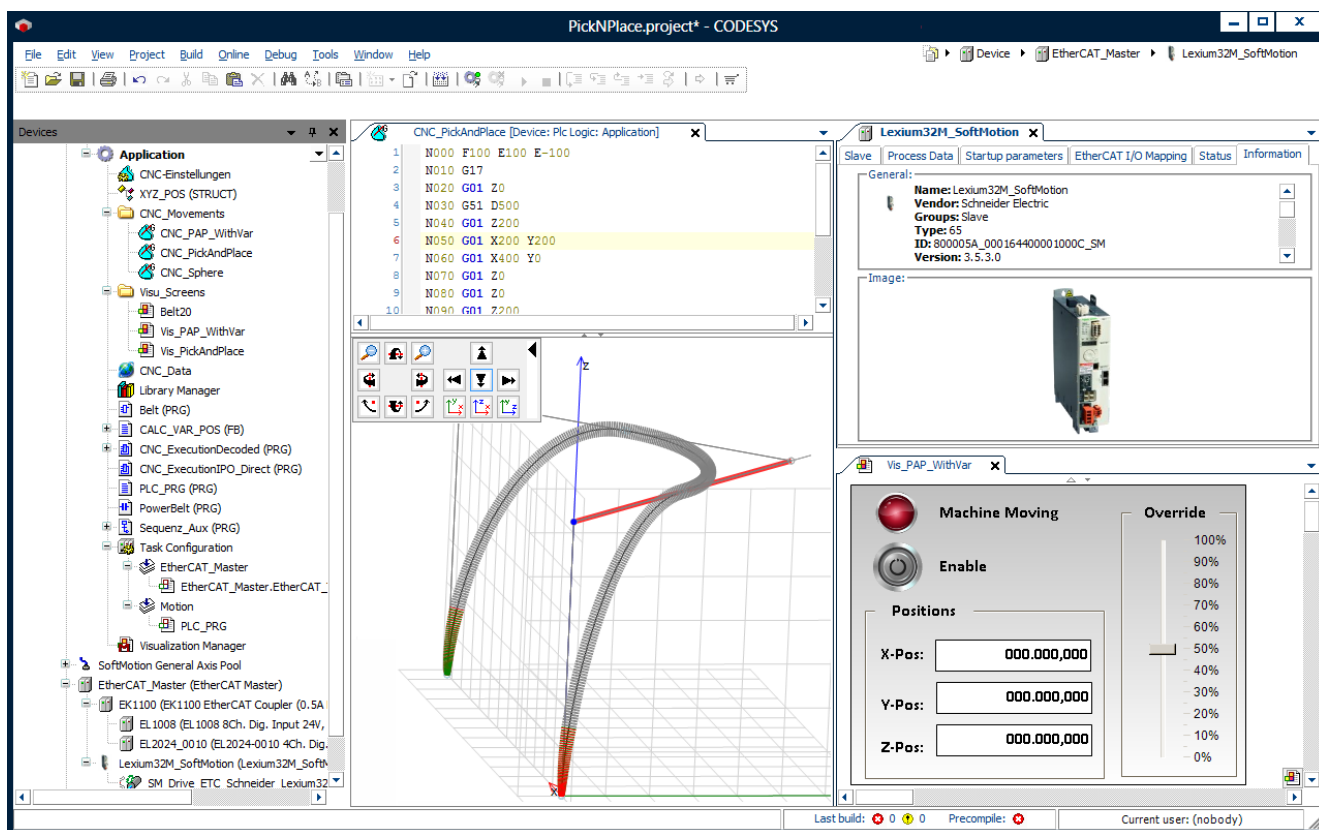 PickNPlace.project* - CODESYS
File Edit View Project Build Online Debug Tools Window Help
Device EtherCAT_Master Lexium32M_SoftMotion
Devices
Application
CNC-Einstellungen
XYZ_POS (STRUCT)
CNC_Movements
CNC_PAP_WithVar
CNC_PickAndPlace
CNC_Sphere
Visu_Screens
Belt20
Vis_PAP_WithVar
Vis_PickAndPlace
CNC_Data
Library Manager
Belt (PRG)
CALC_VAR_POS (FB)
CNC_ExecutionDecoded (PRG)
CNC_ExecutionIPO_Direct (PRG)
PLC_PRG (PRG)
PowerBelt (PRG)
Sequenz_Aux (PRG)
Task Configuration
EtherCAT_Master
EtherCAT_Master.EtherCAT_
Motion
PLC_PRG
Visualization Manager
SoftMotion General Axis Pool
EtherCAT_Master (EtherCAT Master)
EK1100 (EK1100 EtherCAT Coupler (0.5A
EL1008 (EL1008 8Ch. Dig. Input 24V,
EL2024_0010 (EL2024-0010 4Ch. Dig.
Lexium32M_SoftMotion (Lexium32M_Soft
SM_Drive_ETC_Schneider_Lexium32
CNC_PickAndPlace [Device: Plc Logic: Application]
1 N000 F100 E100 E-100
2 N010 G17
3 N020 G01 Z0
4 N030 G51 D500
5 N040 G01 Z200
6 N050 G01 X200 Y200
7 N060 G01 X400 Y0
8 N070 G01 Z0
9 N080 G01 Z0
10 N090 G01 Z200
z
X
Lexium32M_SoftMotion
Slave Process Data Startup parameters EtherCAT I/O Mapping Status Information
General:
Name: Lexium32M_SoftMotion
Vendor: Schneider Electric
Groups: Slave
Type: 65
ID: 800005A_000164400001000C_SM
Version: 3.5.3.0
Image:
Vis_PAP_WithVar
Machine Moving
Enable
Positions
X-Pos: 000.000,000
Y-Pos: 000.000,000
Z-Pos: 000.000,000
Override
100%
90%
80%
70%
60%
50%
40%
30%
20%
10%
0%
Last build: 0 0 Precompile: Current user: (nobody)